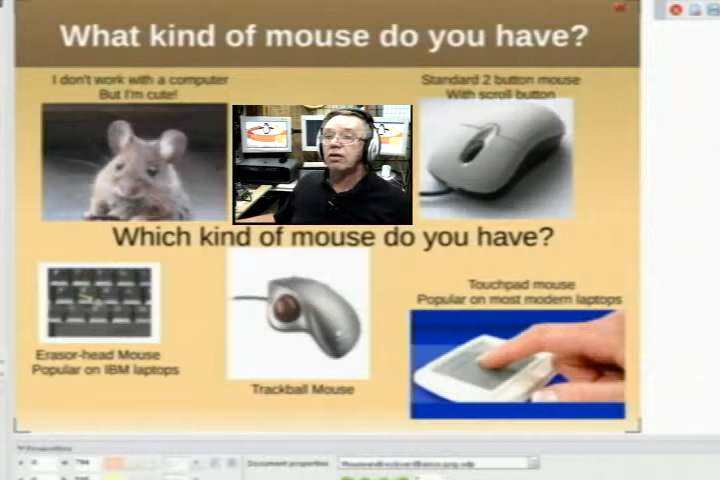 What kind of mouse do you have?
I don't work with a computer
But I'm cute!
Standard 2 button mouse
With scroll button
Which kind of mouse do you have?
Touchpad mouse
Popular on most modern laptops
Erasor-head Mouse
Popular on IBM laptops
Trackball Mouse
Properties
Document properties